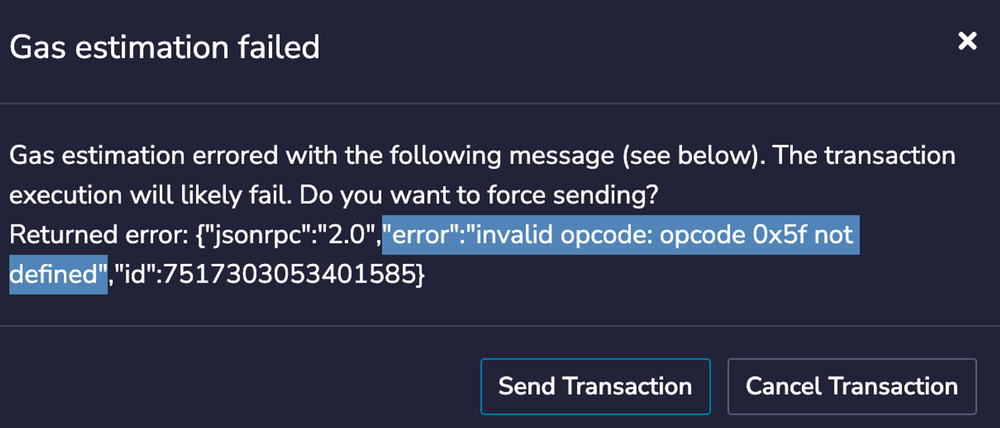 Gas estimation failed
Gas estimation errored with the following message (see below). The transaction
execution will likely fail. Do you want to force sending?
Returned error: {"jsonrpc":"2.0","error":"invalid opcode: opcode 0x5f not
defined","id":7517303053401585}
Send Transaction
Cancel Transaction